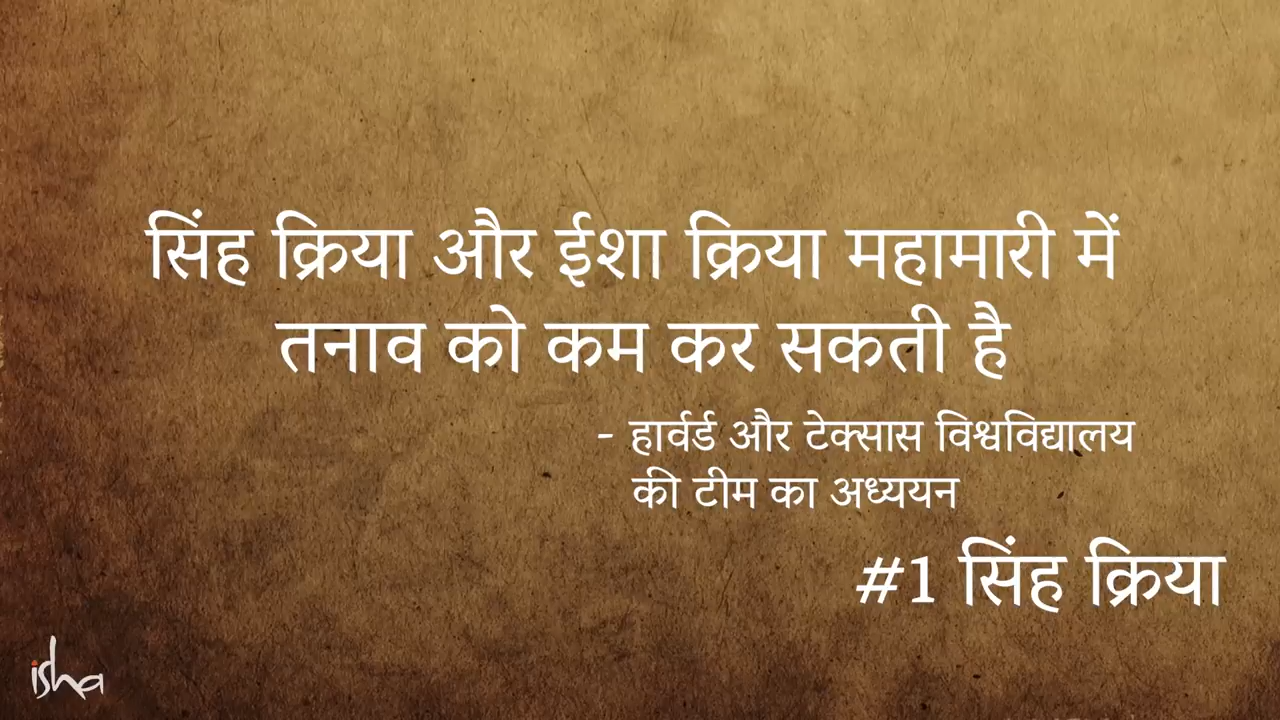 सिंह क्रिया और ईशा क्रिया महामारी में
तनाव को कम कर सकती है
- हार्वर्ड और टेक्सास विश्वविद्यालय
की टीम का अध्ययन
#1 सिंह क्रिया
isha